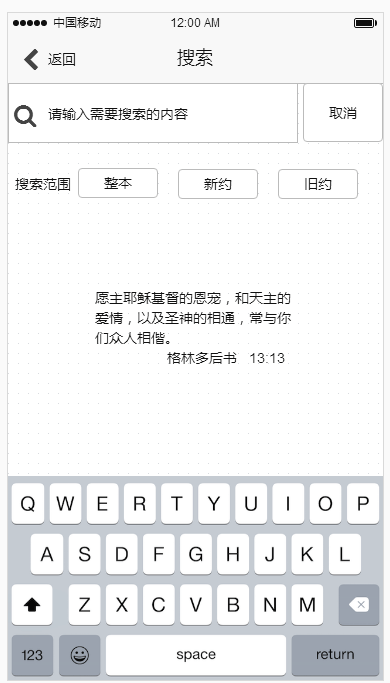 中国移动 12:00 AM
返回 搜索
请输入需要搜索的内容 取消
搜索范围 整本 新约 旧约
愿主耶稣基督的恩宠，和天主的
爱情，以及圣神的相通，常与你
们众人相偕。
格林多后书 13:13
Q W E R T Y U I O P
A S D F G H J K L
Z X C V B N M
123 space return